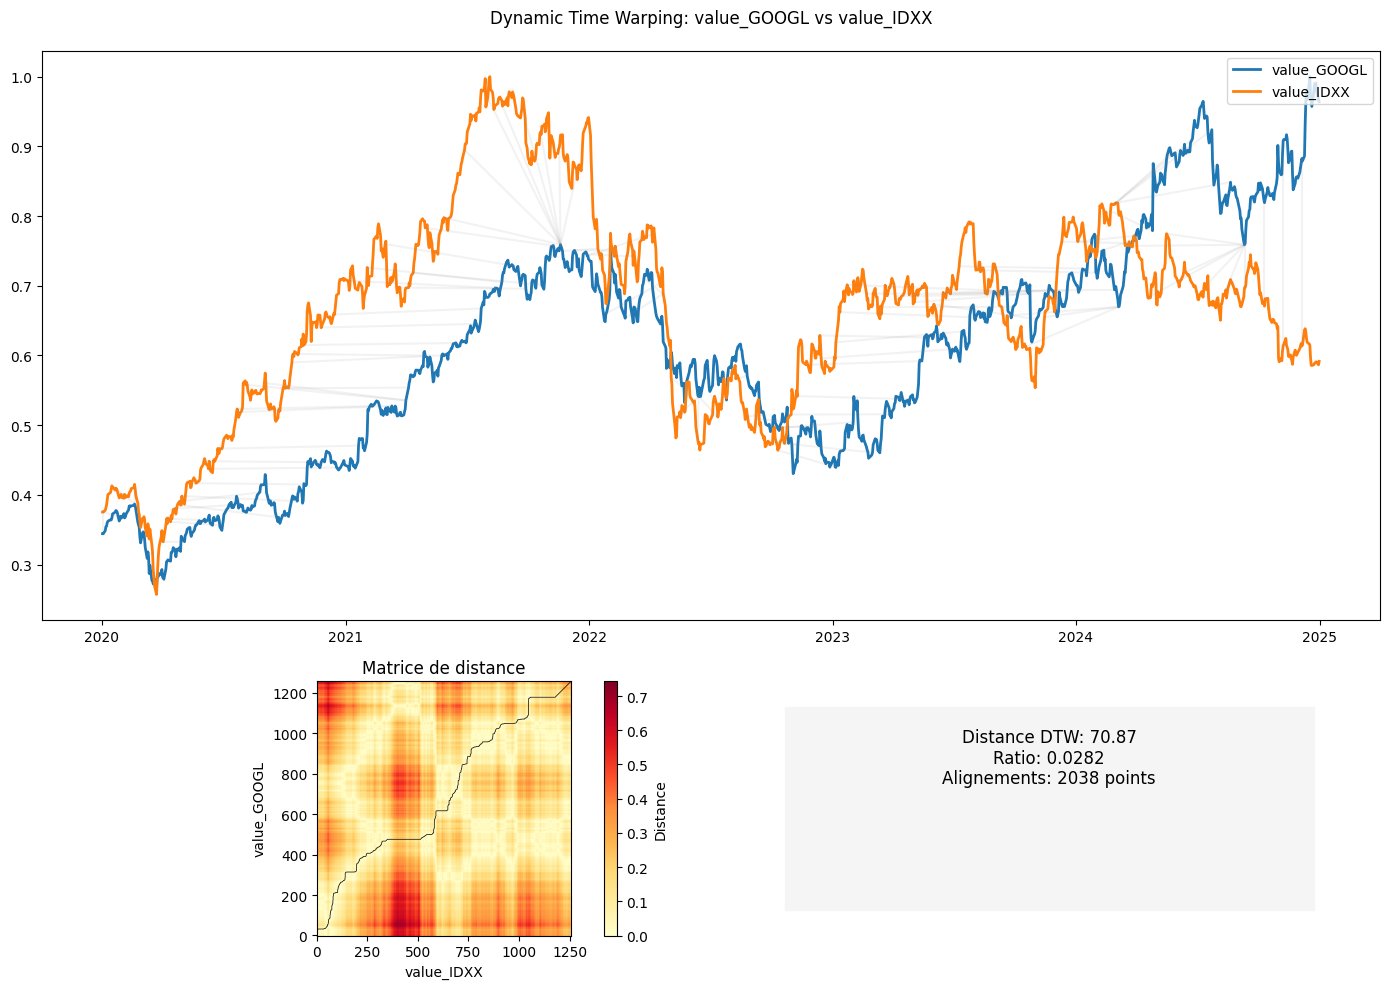 Dynamic Time Warping: value_GOOGL vs value_IDXX
1.0
0.9
0.8
0.7
0.6
0.5
0.4
0.3
value_GOOGL
value_IDXX
2020 2021 2022 2023 2024 2025
Matrice de distance
value_GOOGL
1200
1000
800
600
400
200
0
0 250 500 750 1000 1250
value_IDXX
0.7
0.6
0.5
0.4
0.3
0.2
0.1
0.0
Distance
Distance DTW: 70.87
Ratio: 0.0282
Alignements: 2038 points